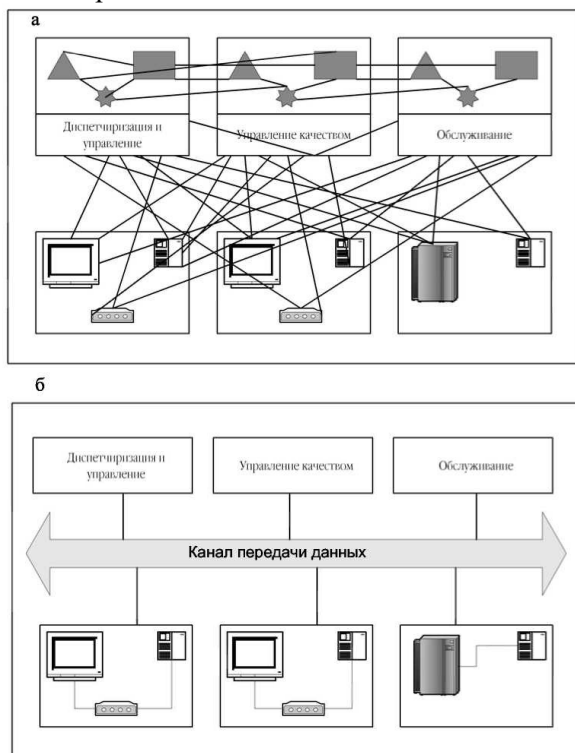 а
Диспетчиризация и
управление
Управление качеством
Обслуживание
б
Диспетчиризация и
управление
Управление качеством
Обслуживание
Канал передачи данных